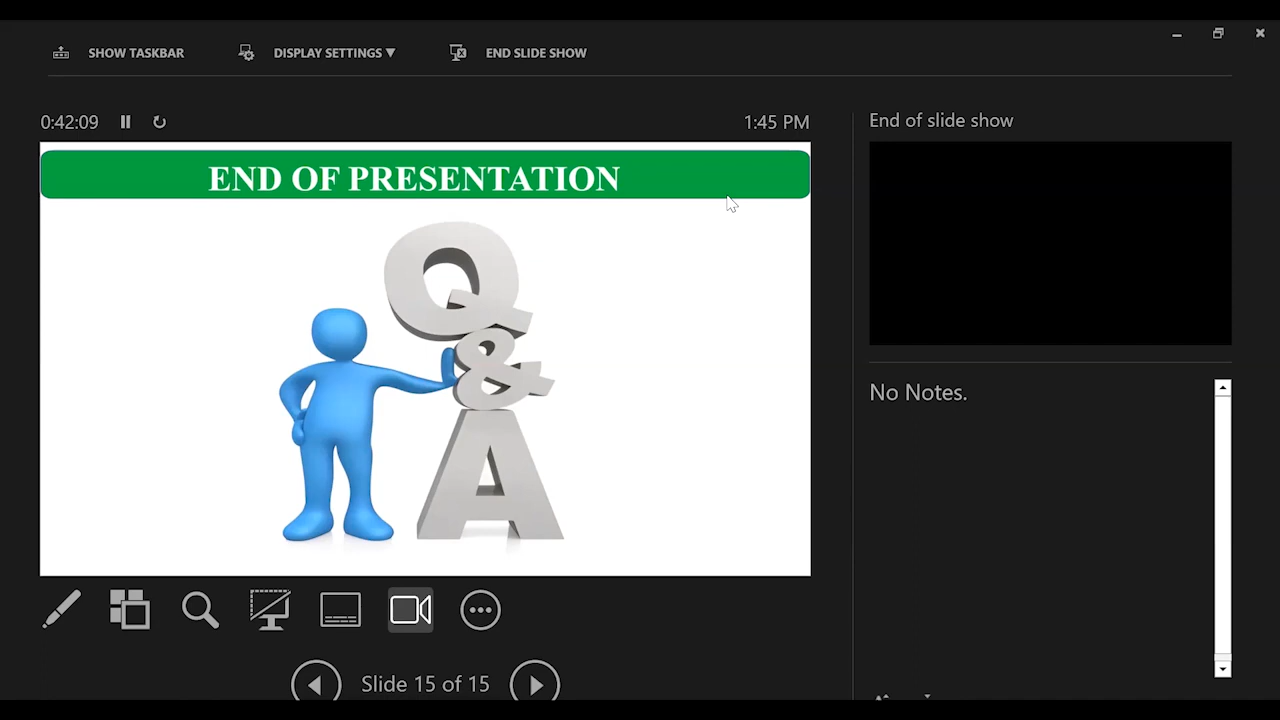 SHOW TASKBAR
DISPLAY SETTINGS ▼
END SLIDE SHOW
0:42:09
1:45 PM
End of slide show
END OF PRESENTATION
Q
&
A
No Notes.
Slide 15 of 15